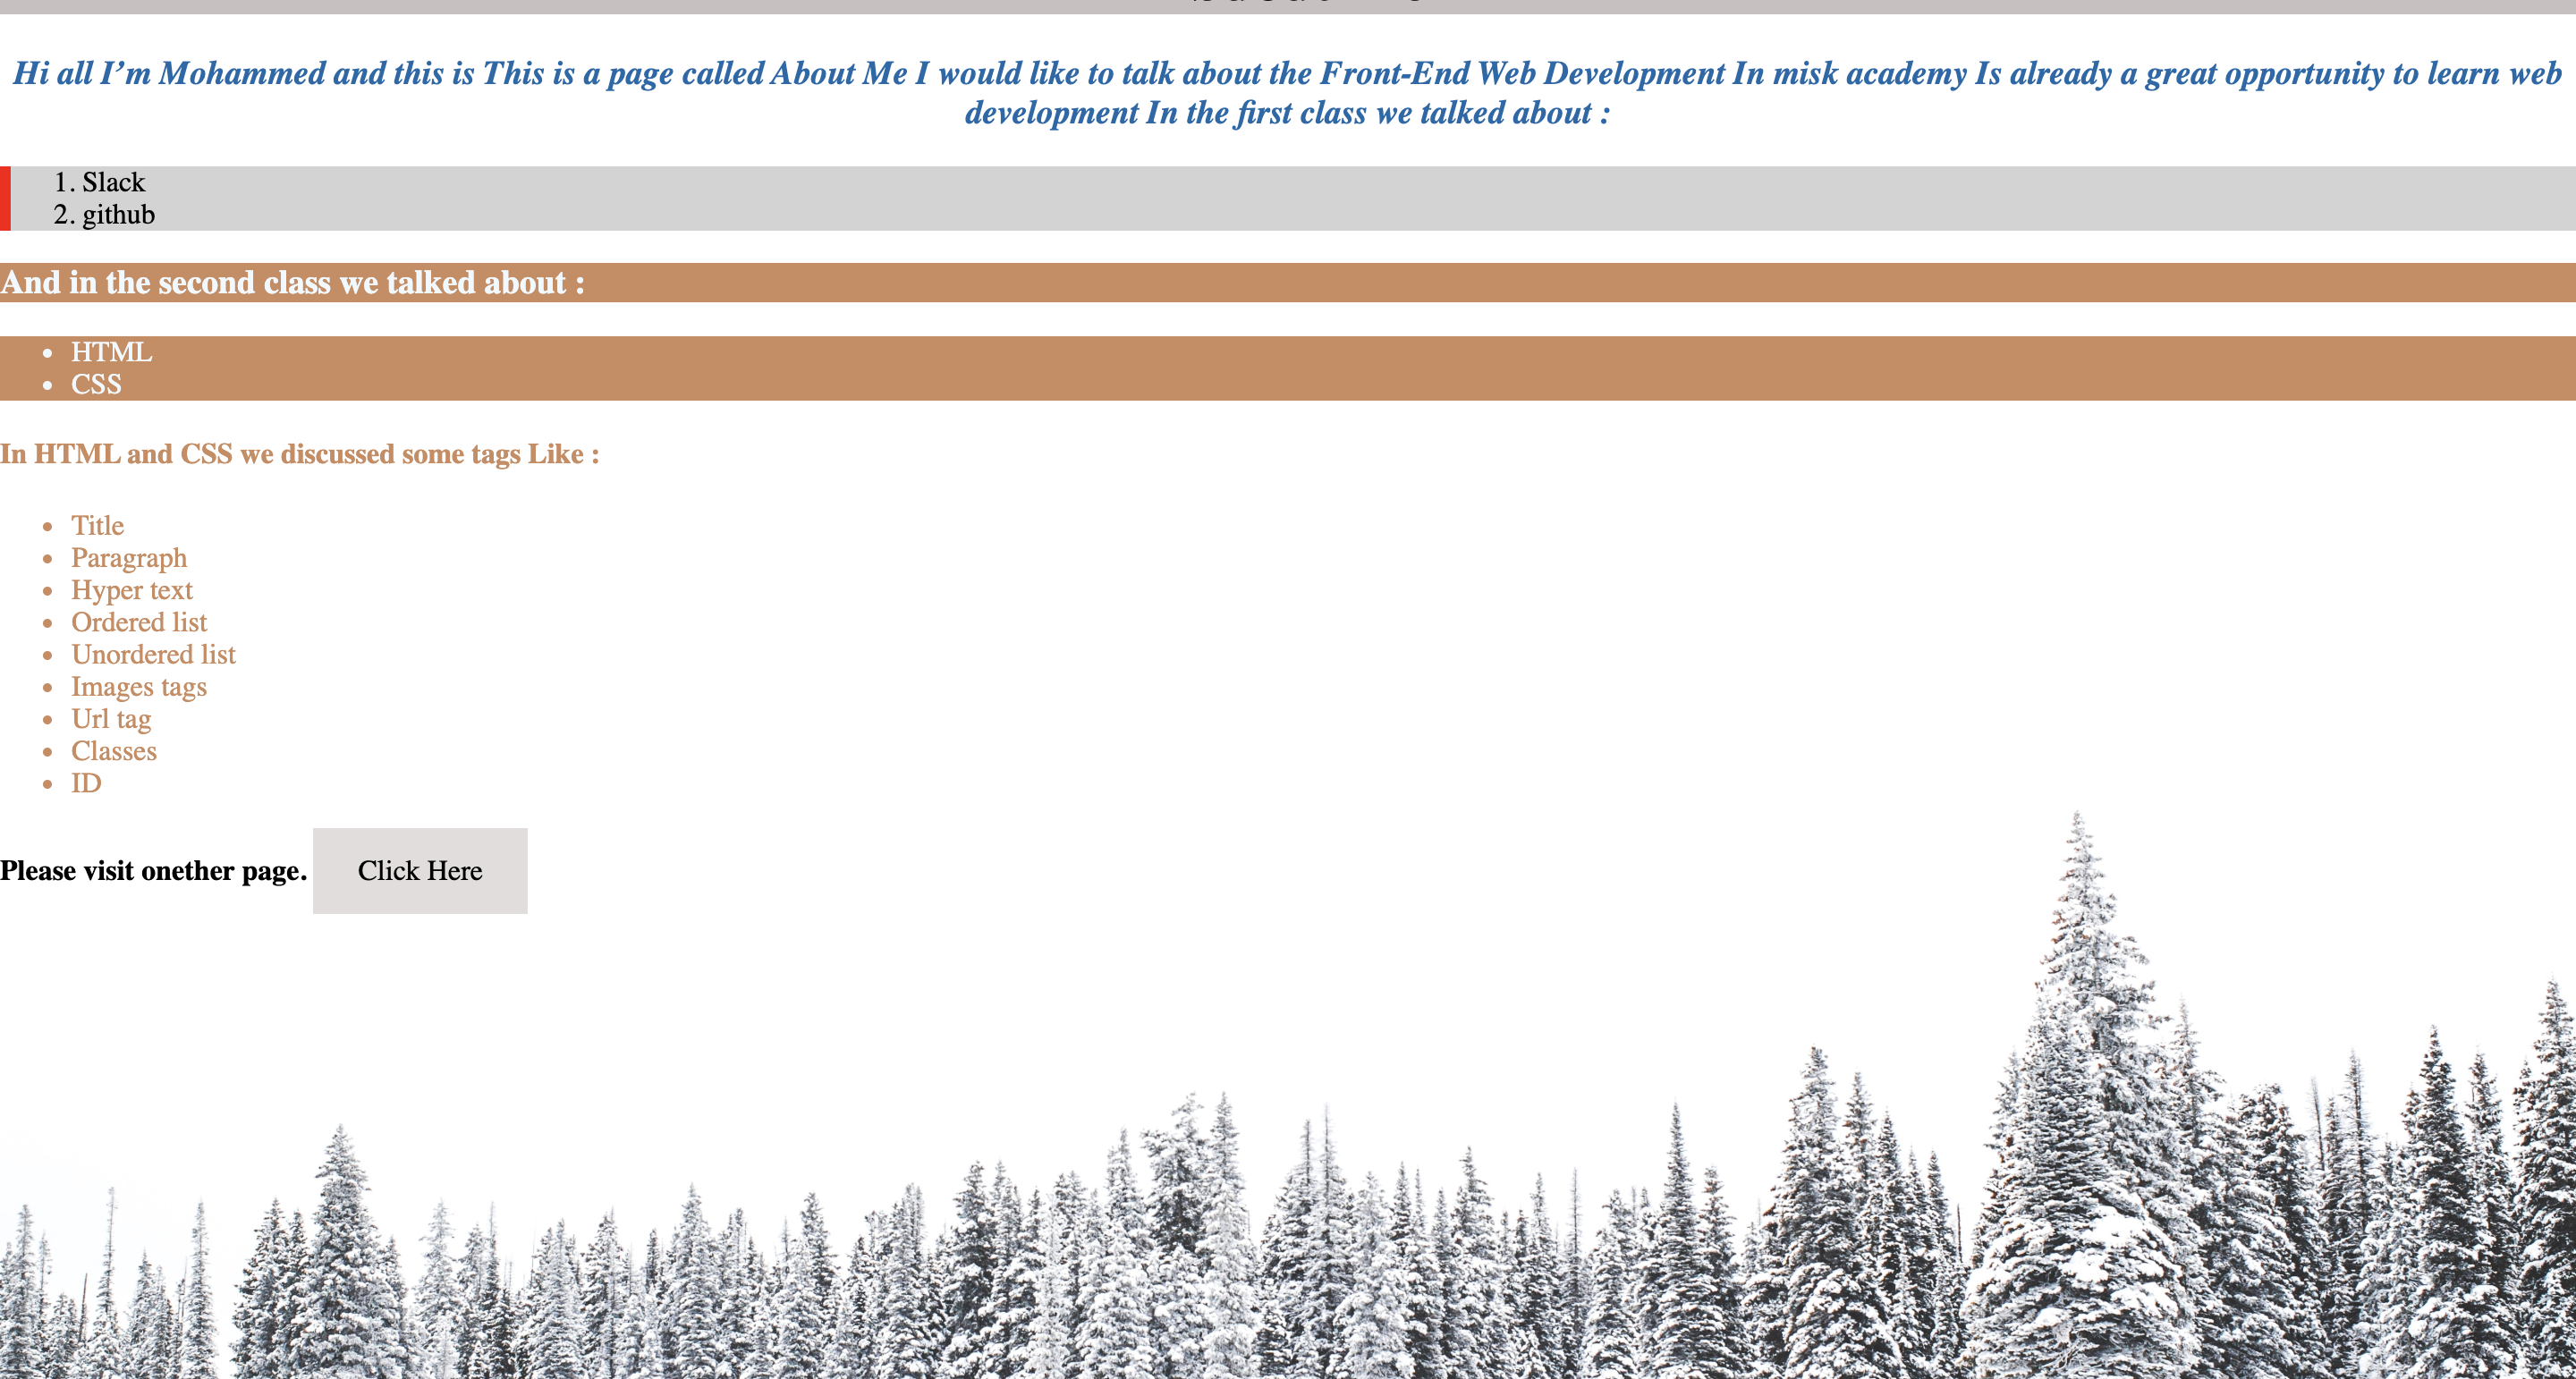 Hi all I’m Mohammed and this is This is a page called About Me I would like to talk about the Front-End Web Development In misk academy Is already a great opportunity to learn web
development In the first class we talked about :
1. Slack
2. github
And in the second class we talked about :
• HTML
• CSS
In HTML and CSS we discussed some tags Like :
• Title
• Paragraph
• Hyper text
• Ordered list
• Unordered list
• Images tags
• Url tag
• Classes
• ID
Please visit onether page. Click Here